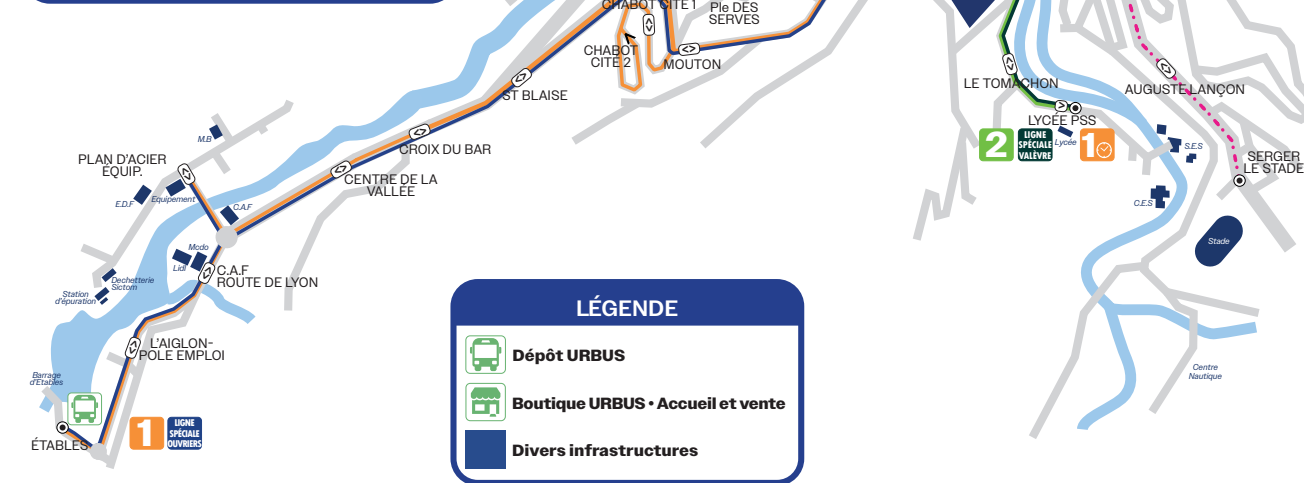 CHABOT CITÉ 1
Ple DES
SERVES
CHABOT
CITÉ 2
MOUTON
ST BLAISE
CROIX DU BAR
CENTRE DE LA
VALLÉE
M.B
PLAN D'ACIER
ÉQUIP.
E.D.F
Equipement
C.A.F
Mcdo
Lidl
C.A.F
ROUTE DE LYON
Dechetterie
Sictom
Station
d'épuration
L'AIGLON-
POLE EMPLOI
Barrage
d'Etables
ÉTABLES
1
LIGNE
SPÉCIALE
OUVRIERS
LÉGENDE
Dépôt URBUS
Boutique URBUS • Accueil et vente
Divers infrastructures
LE TOMACHON
LYCÉE PSS
2
LIGNE
SPÉCIALE
VALÈVRE
Lycée
1
AUGUSTE LANÇON
S.E.S
C.E.S
SERGER
LE STADE
Stade
Centre
Nautique